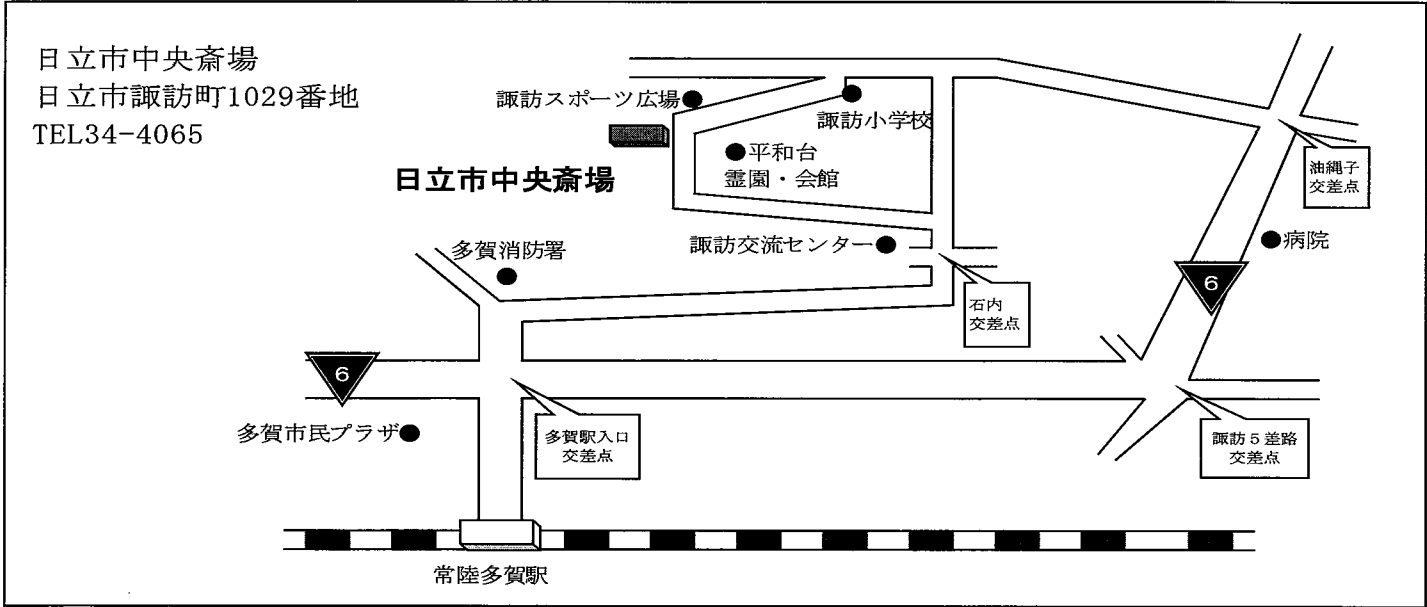 日立市中央斎場
日立市諏訪町1029番地
TEL34-4065
諏訪スポーツ広場
諏訪小学校
平和台
霊園・会館
日立市中央斎場
油縄子
交差点
諏訪交流センター
病院
多賀消防署
6
石内
交差点
6
多賀市民プラザ
多賀駅入口
交差点
諏訪5差路
交差点
常陸多賀駅